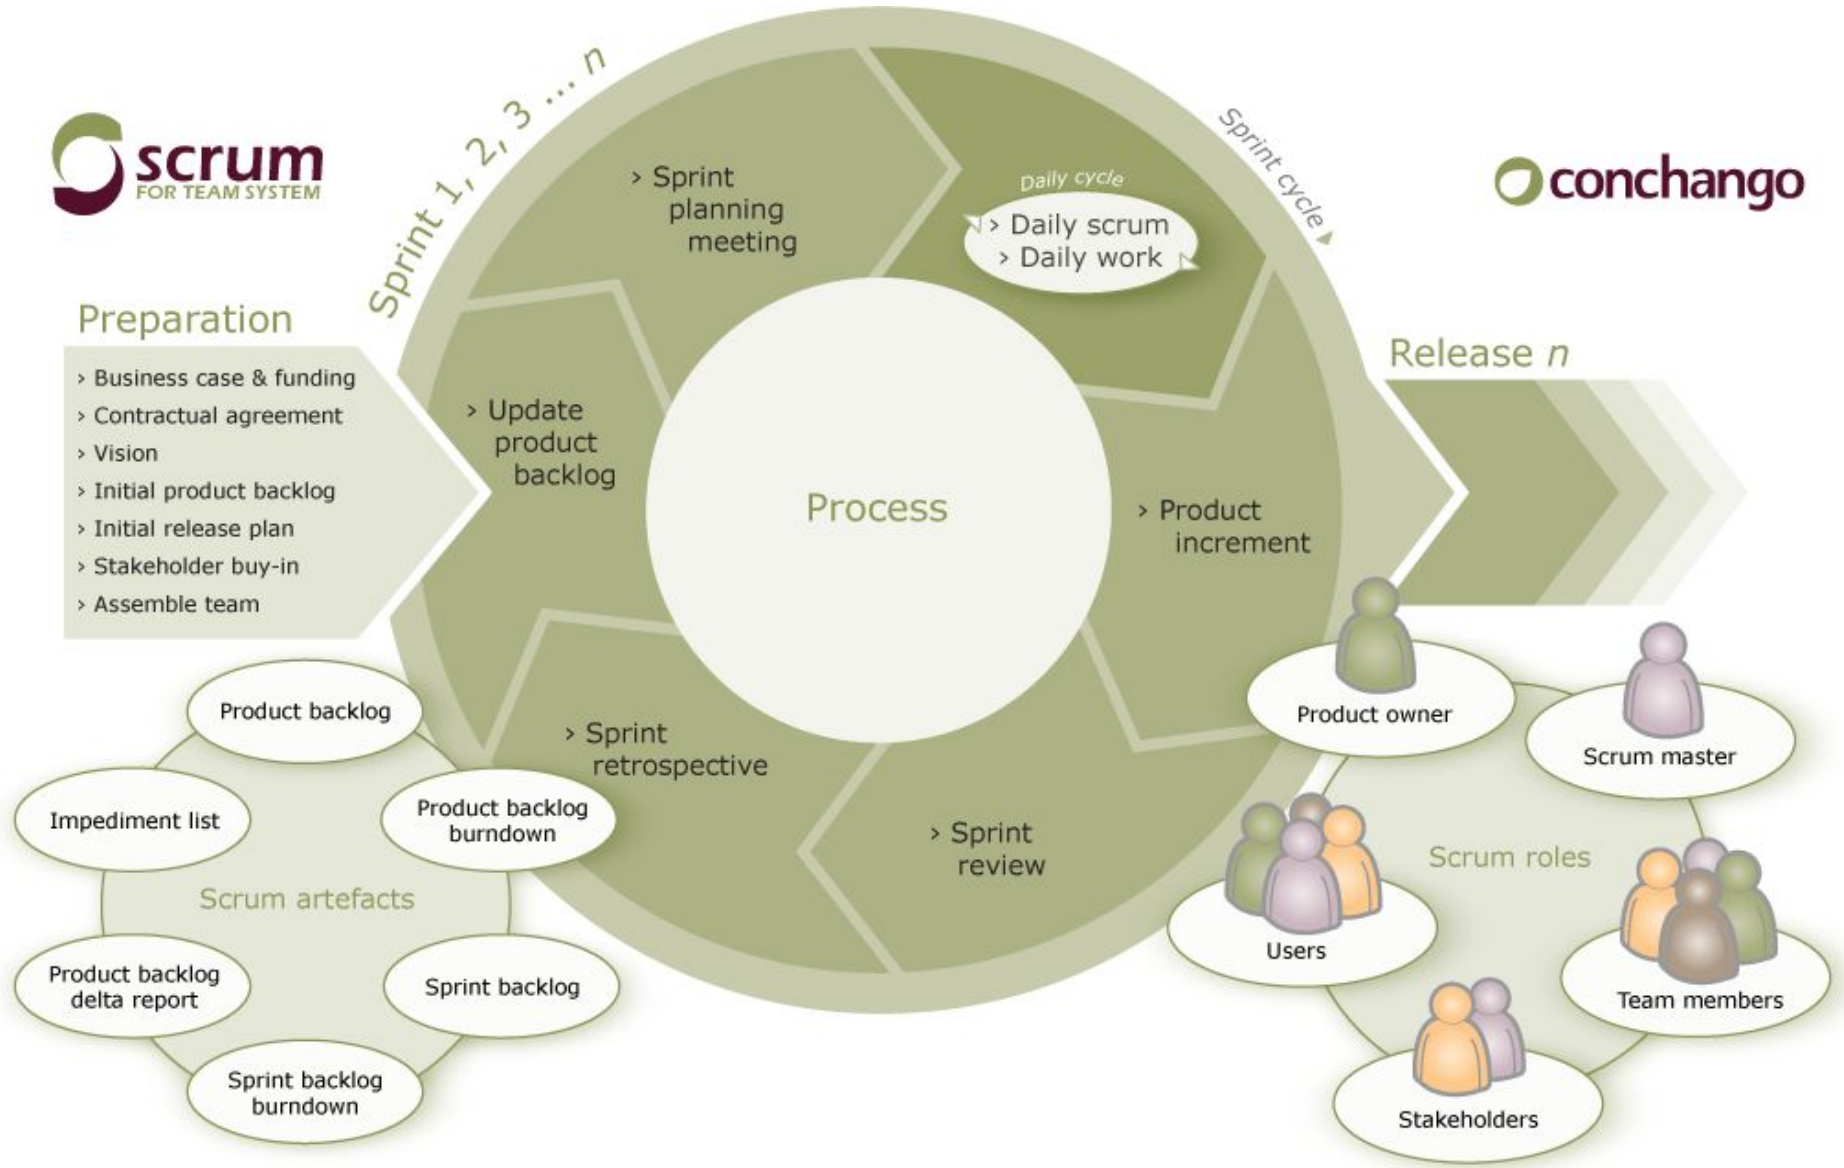 scrum
FOR TEAM SYSTEM
conchango
Sprint 1, 2, 3 ... n
Sprint cycle
Preparation
› Business case & funding
› Contractual agreement
› Vision
› Initial product backlog
› Initial release plan
› Stakeholder buy-in
› Assemble team
› Sprint
planning
meeting
Daily cycle
› Daily scrum
› Daily work
› Update
product
backlog
Process
› Product
increment
› Sprint
retrospective
› Sprint
review
Release n
Product backlog
Impediment list
Product backlog
burndown
Scrum artefacts
Product backlog
delta report
Sprint backlog
Sprint backlog
burndown
Product owner
Scrum master
Scrum roles
Users
Team members
Stakeholders